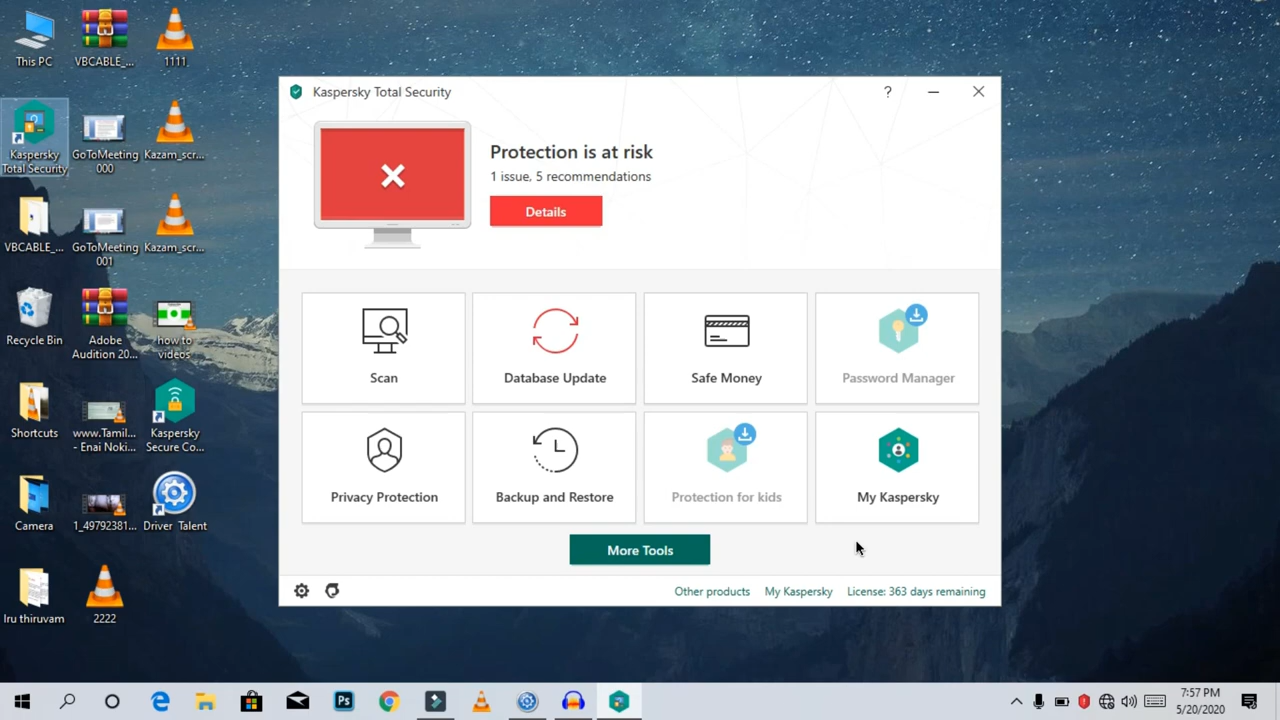 This PC
VBCABLE_...
1111
Kaspersky
Total Security
GoToMeeting
000
Kazam_scr...
VBCABLE_...
GoToMeeting
001
Kazam_scr...
Recycle Bin
Adobe
Audition 20...
how to
videos
Shortcuts
www.Tamil...
- Enai Noki...
Kaspersky
Secure Co...
Camera
1_49792381...
Driver Talent
Iru thiruvam
2222
Kaspersky Total Security
?
Protection is at risk
1 issue, 5 recommendations
Details
Scan
Database Update
Safe Money
Password Manager
Privacy Protection
Backup and Restore
Protection for kids
My Kaspersky
More Tools
Other products
My Kaspersky
License: 363 days remaining
Ps
7:57 PM
5/20/2020